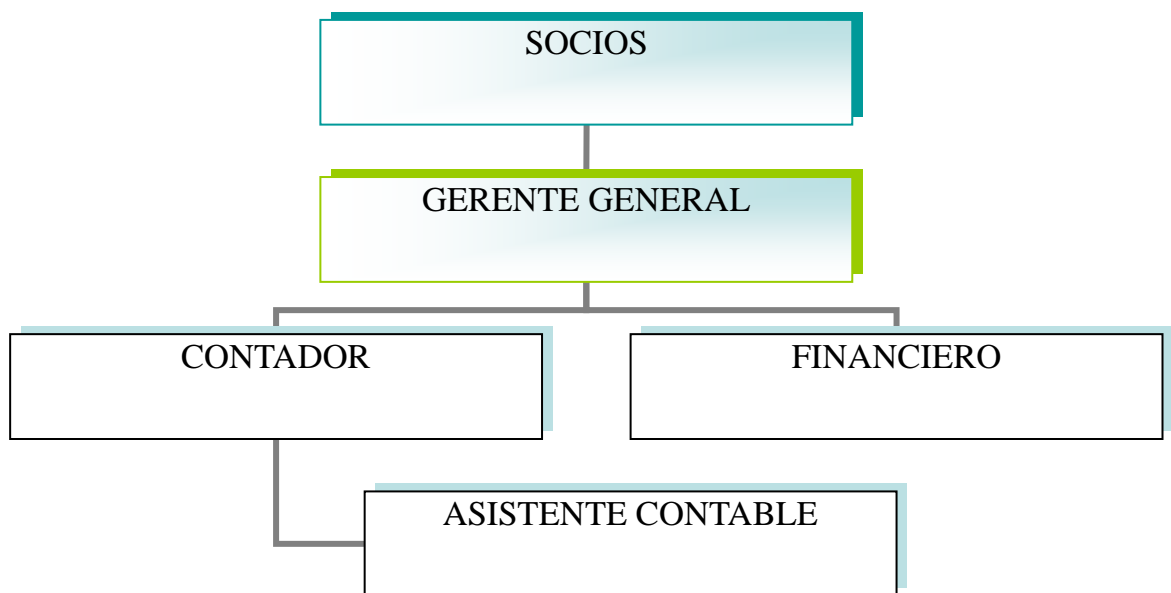 SOCIOS
GERENTE GENERAL
CONTADOR
FINANCIERO
ASISTENTE CONTABLE